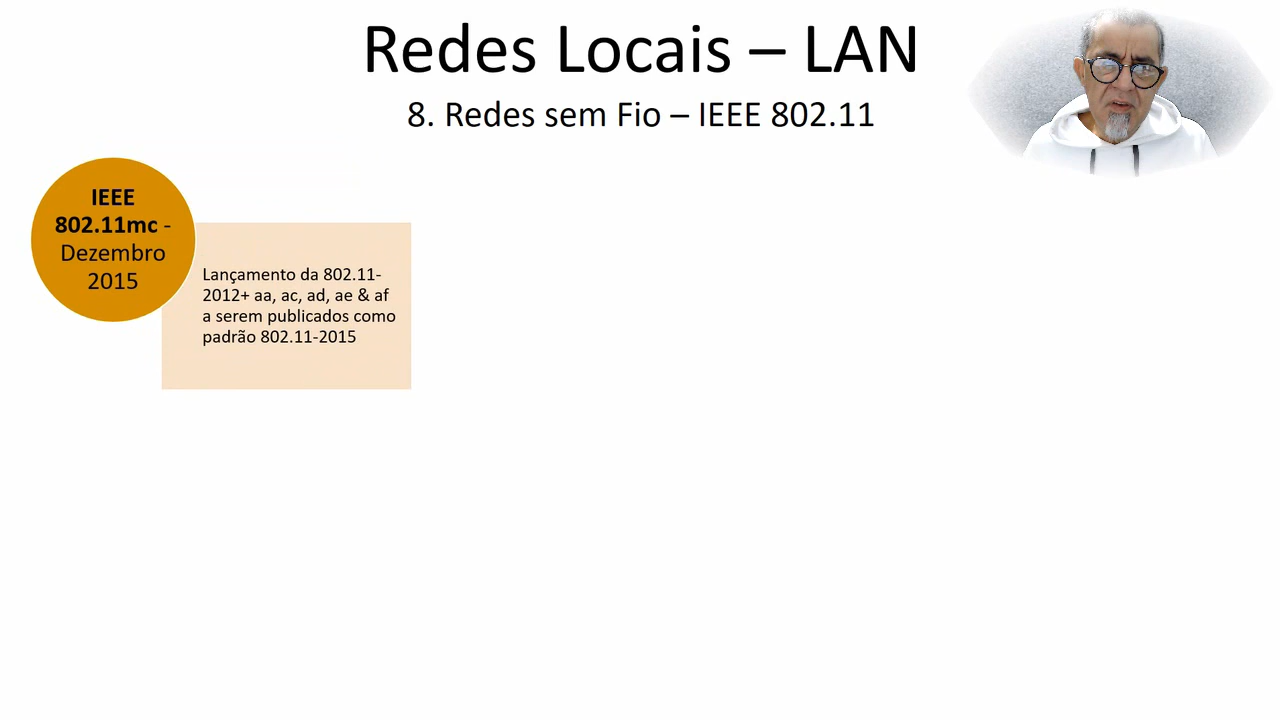 Redes Locais – LAN
8. Redes sem Fio – IEEE 802.11
IEEE
802.11mc -
Dezembro
2015
Lançamento da 802.11-
2012+ aa, ac, ad, ae & af
a serem publicados como
padrão 802.11-2015